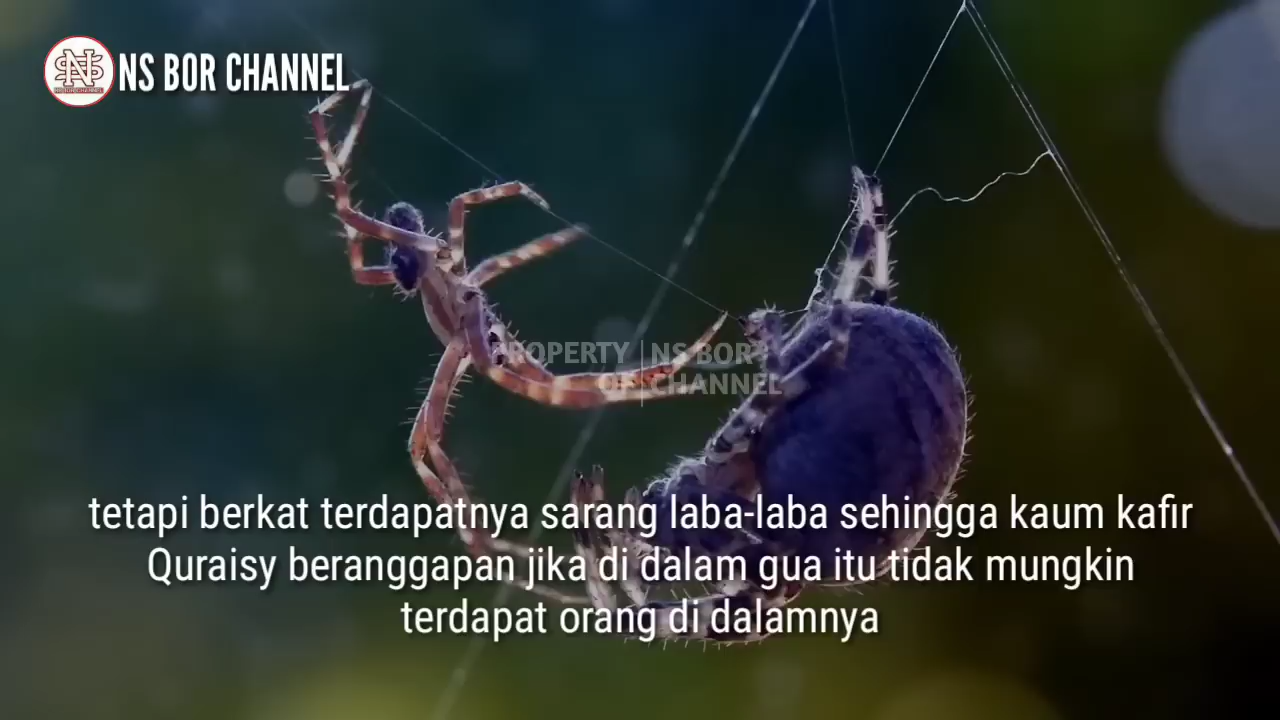 NS BOR CHANNEL
PROPERTY OF
NS BOR CHANNEL
tetapi berkat terdapatnya sarang laba-laba sehingga kaum kafir
Quraisy beranggapan jika di dalam gua itu tidak mungkin
terdapat orang di dalamnya